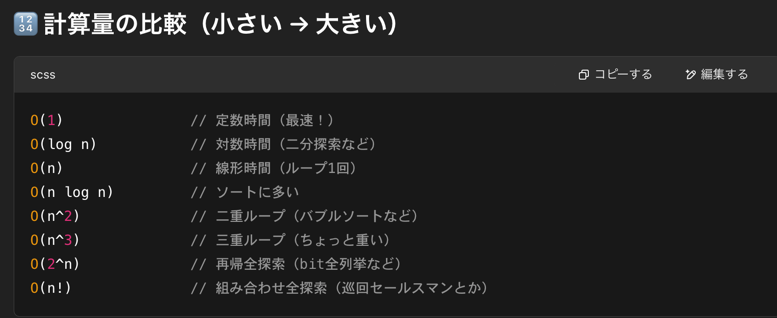 🔢 計算量の比較（小さい → 大きい）
scss コピーする 編集する
O(1) // 定数時間（最速！）
O(log n) // 対数時間（二分探索など）
O(n) // 線形時間（ループ1回）
O(n log n) // ソートに多い
O(n^2) // 二重ループ（バブルソートなど）
O(n^3) // 三重ループ（ちょっと重い）
O(2^n) // 再帰全探索（bit全列挙など）
O(n!) // 組み合わせ全探索（巡回セールスマンとか）